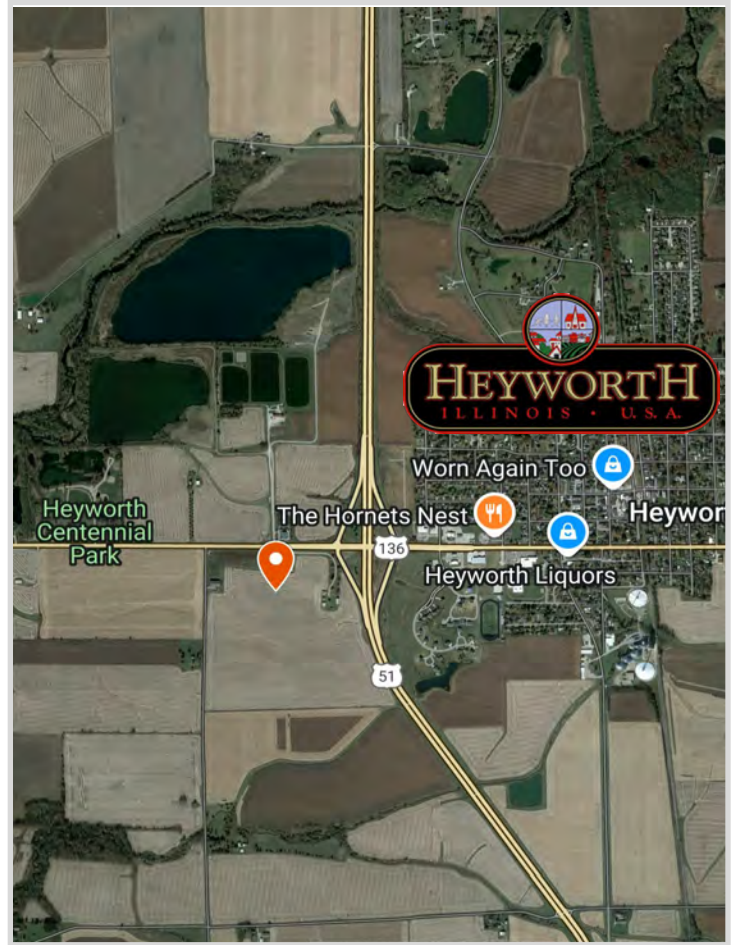 HEYWORTH
ILLINOIS • U.S.A.
Worn Again Too
The Hornets Nest
Heywor
Heyworth
Centennial
Park
136
Heyworth Liquors
51